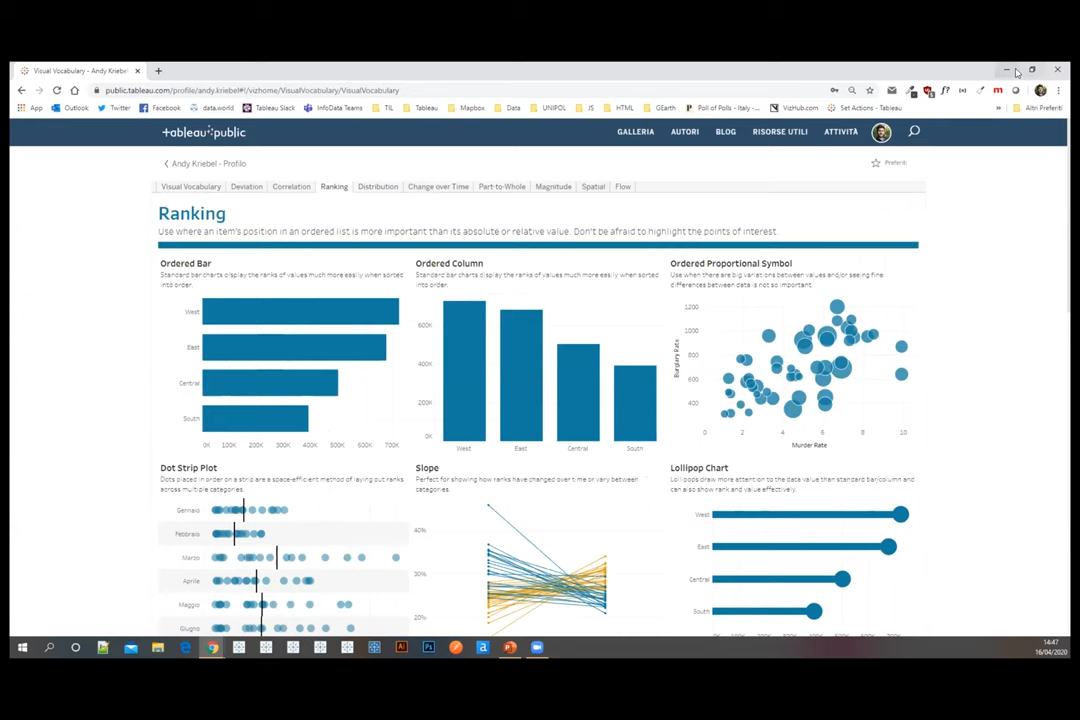 Visual Vocabulary - Andy Kriebel
public.tableau.com/profile/andy.kriebel#!/vizhome/VisualVocabulary/VisualVocabulary
App Outlook Twitter Facebook data.world Tableau Slack InfoData Teams TIL Tableau Mapbox Data UNIPOL JS HTML GEarth Poll of Polls - Italy -... VizHub.com Set Actions - Tableau » Altri Preferiti
+ableau+public GALLERIA AUTORI BLOG RISORSE UTILI ATTIVITÀ
Andy Kriebel - Profilo Preferiti
Visual Vocabulary Deviation Correlation Ranking Distribution Change over Time Part-to-Whole Magnitude Spatial Flow
Ranking
Use where an item's position in an ordered list is more important than its absolute or relative value. Don't be afraid to highlight the points of interest.
Ordered Bar
Standard bar charts display the ranks of values much more easily when sorted
into order.
West
East
Central
South
0K 100K 200K 300K 400K 500K 600K 700K
Ordered Column
Standard bar charts display the ranks of values much more easily when sorted
into order.
600K
400K
200K
0K
West East Central South
Ordered Proportional Symbol
Use when there are big variations between values and/or seeing fine
differences between data is not so important.
1200
1000
800
600
400
Burglary Rate
0 2 4 6 8 10
Murder Rate
Dot Strip Plot
Dots placed in order on a strip are a space-efficient method of laying out ranks
across multiple categories.
Gennaio
Febbraio
Marzo
Aprile
Maggio
Giugno
Slope
Perfect for showing how ranks have changed over time or vary between
categories.
40%
30%
20%
Lollipop Chart
Lollipops draw more attention to the data value than standard bar/column and
can also show rank and value effectively.
West
East
Central
South
14:47
16/04/2020